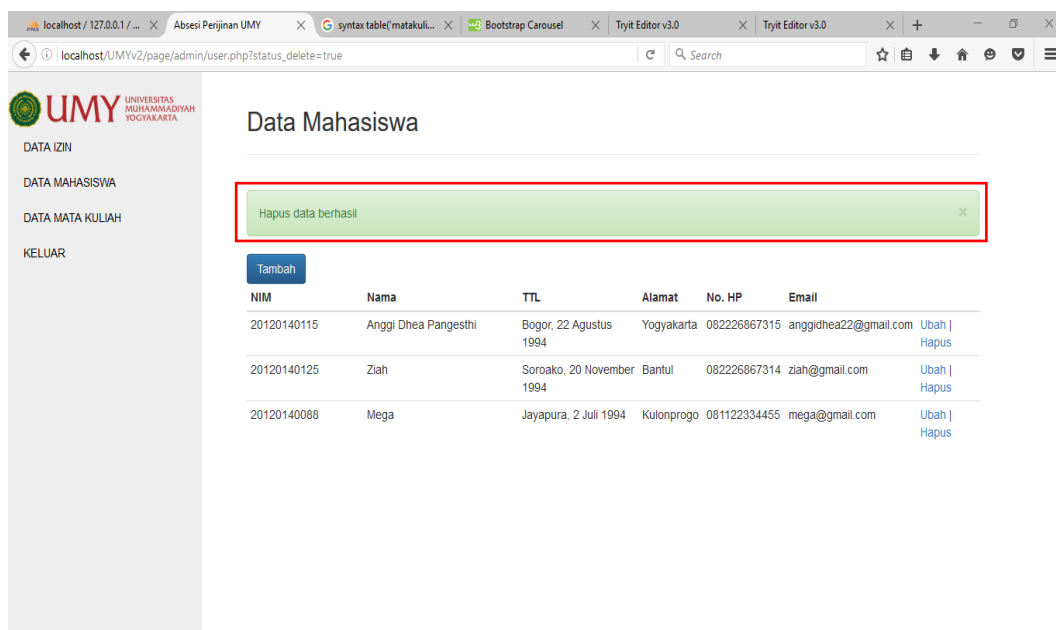 localhost / 127.0.0.1 / ...
Absesi Perijinan UMY
syntax table('matakuli...
Bootstrap Carousel
Tryit Editor v3.0
Tryit Editor v3.0
localhost/UMYv2/page/admin/user.php?status_delete=true
Search
UMY UNIVERSITAS
MUHAMMADIYAH
YOGYAKARTA
DATA IZIN
DATA MAHASISWA
DATA MATA KULIAH
KELUAR
Data Mahasiswa
Hapus data berhasil x
Tambah
NIM Nama TTL Alamat No. HP Email
20120140115 Anggi Dhea Pangesthi Bogor, 22 Agustus Yogyakarta 082226867315 anggidhea22@gmail.com Ubah |
1994 Hapus
20120140125 Ziah Soroako, 20 November Bantul 082226867314 ziah@gmail.com Ubah |
1994 Hapus
20120140088 Mega Jayapura, 2 Juli 1994 Kulonprogo 081122334455 mega@gmail.com Ubah |
Hapus